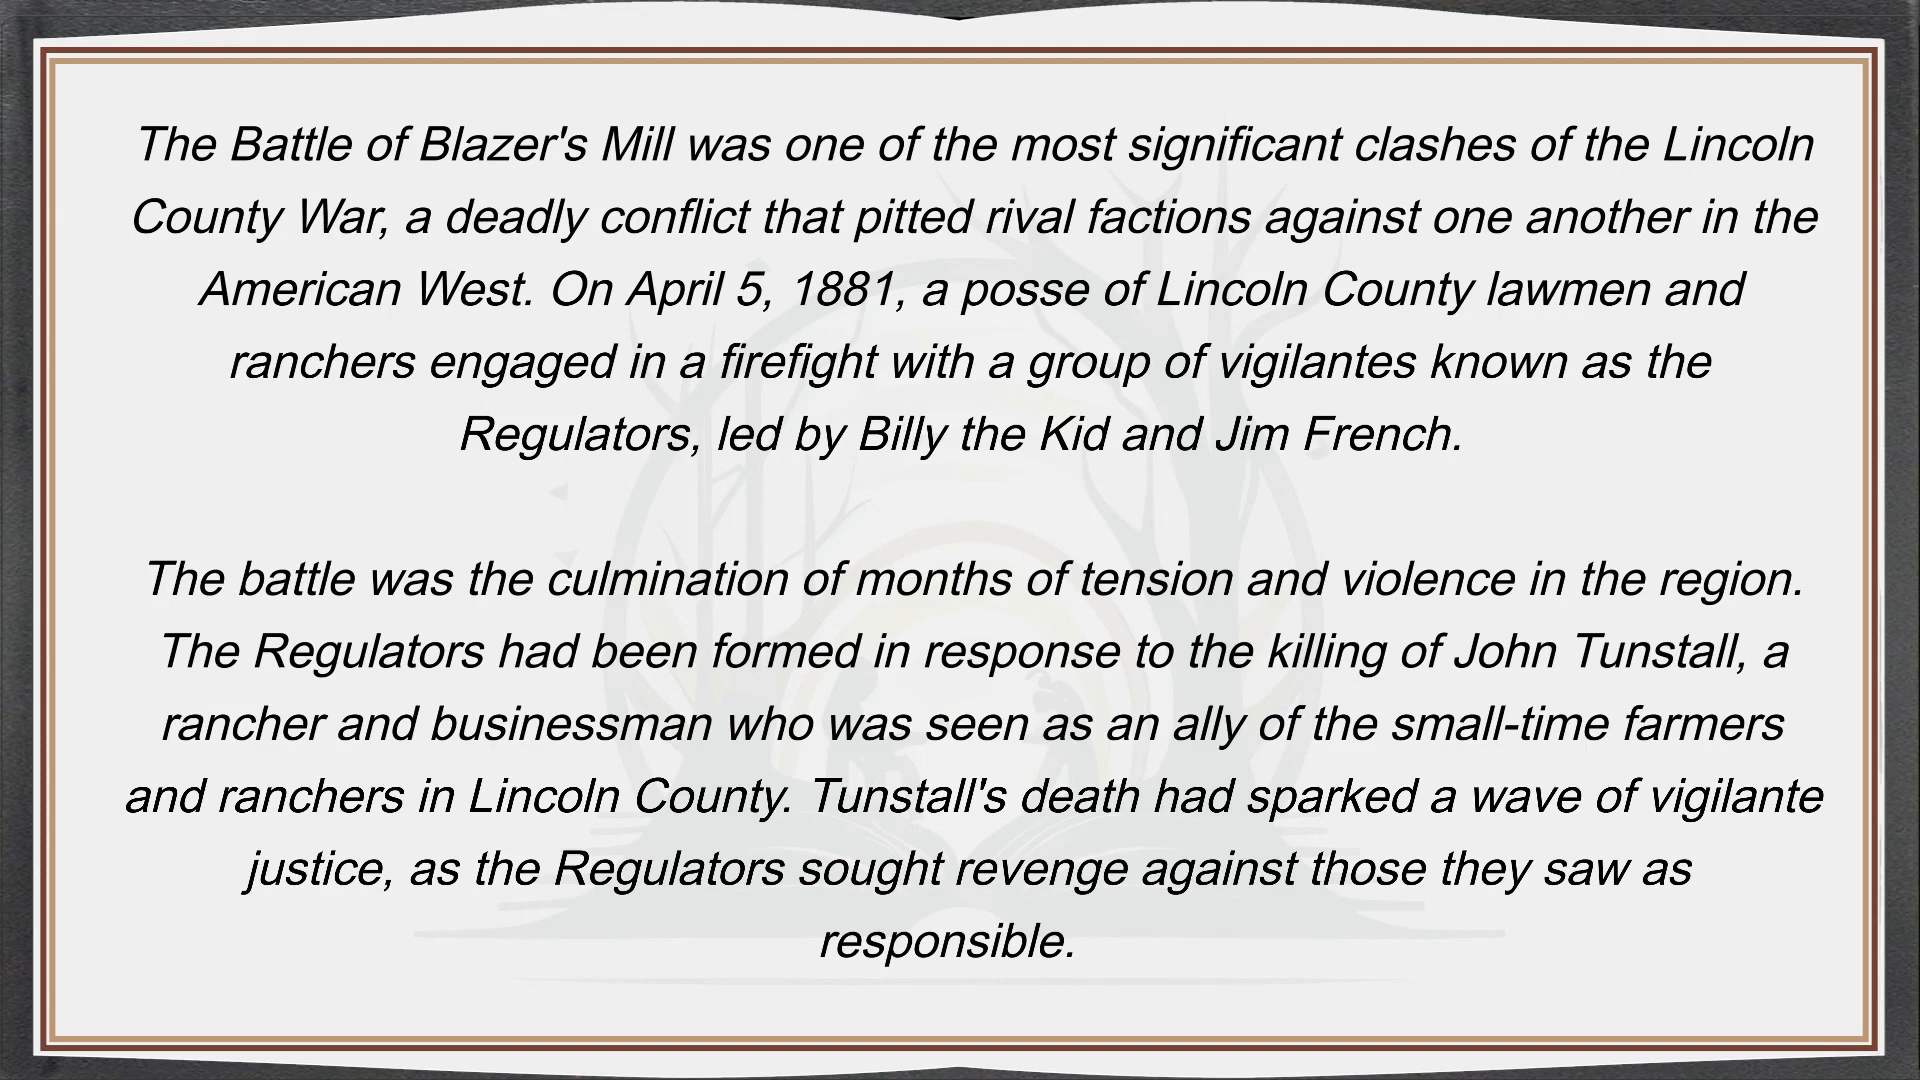 The Battle of Blazer's Mill was one of the most significant clashes of the Lincoln
County War, a deadly conflict that pitted rival factions against one another in the
American West. On April 5, 1881, a posse of Lincoln County lawmen and
ranchers engaged in a firefight with a group of vigilantes known as the
Regulators, led by Billy the Kid and Jim French.
The battle was the culmination of months of tension and violence in the region.
The Regulators had been formed in response to the killing of John Tunstall, a
rancher and businessman who was seen as an ally of the small-time farmers
and ranchers in Lincoln County. Tunstall's death had sparked a wave of vigilante
justice, as the Regulators sought revenge against those they saw as
responsible.